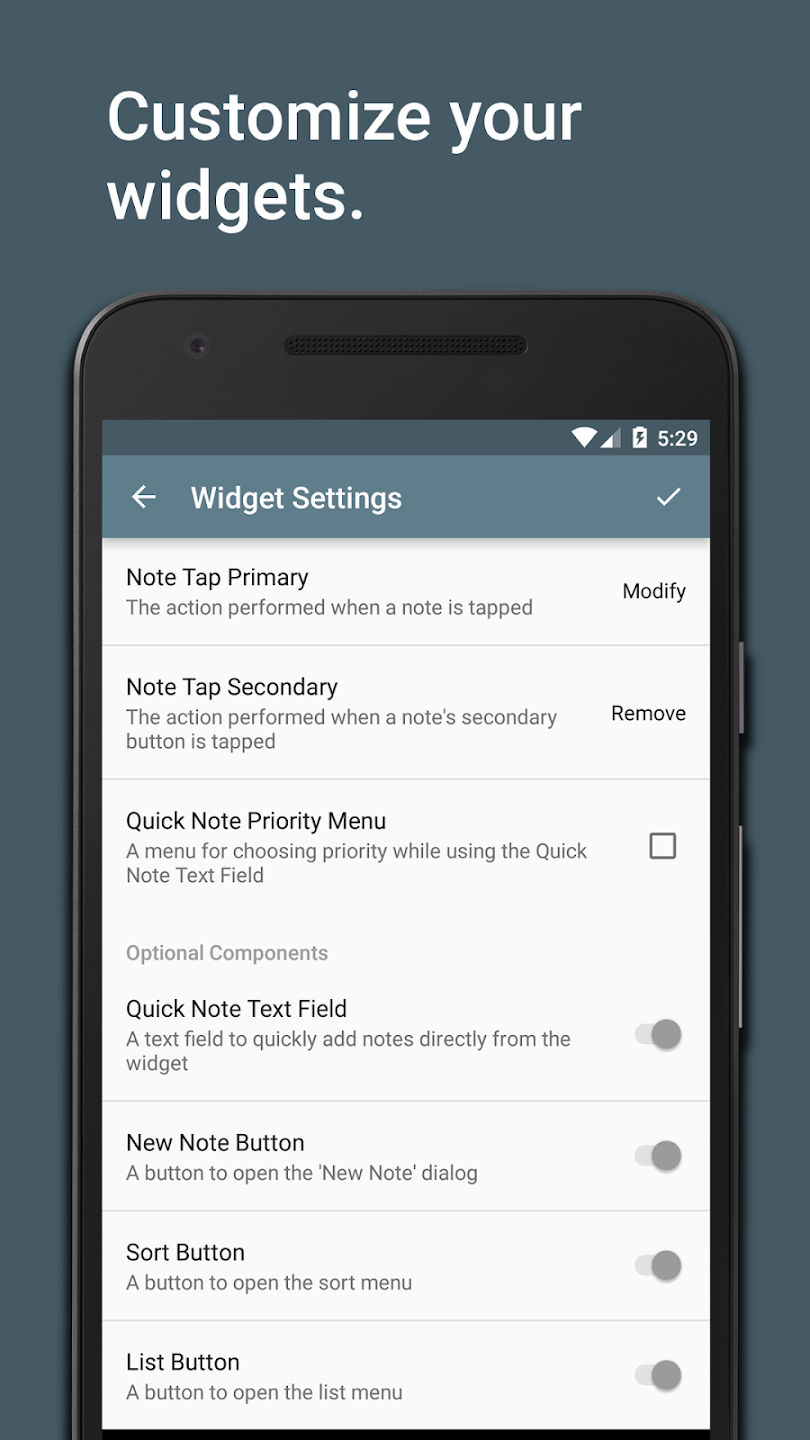 Customize your
widgets.
5:29
Widget Settings
Note Tap Primary
The action performed when a note is tapped
Modify
Note Tap Secondary
The action performed when a note's secondary
button is tapped
Remove
Quick Note Priority Menu
A menu for choosing priority while using the Quick
Note Text Field
Optional Components
Quick Note Text Field
A text field to quickly add notes directly from the
widget
New Note Button
A button to open the 'New Note' dialog
Sort Button
A button to open the sort menu
List Button
A button to open the list menu